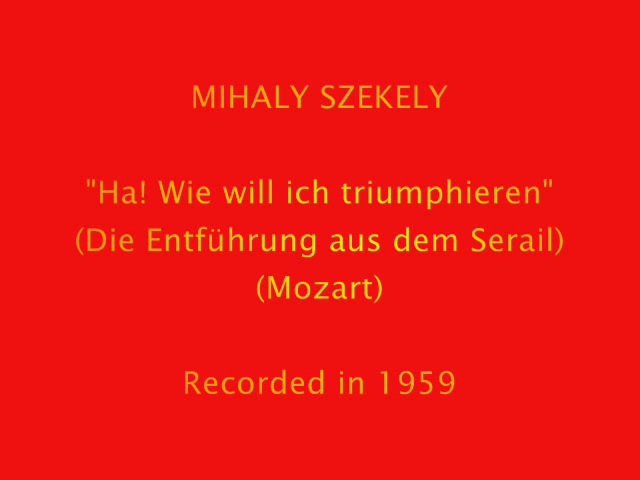 MIHALY SZEKELY
"Ha! Wie will ich triumphieren"
(Die Entführung aus dem Serail)
(Mozart)
Recorded in 1959